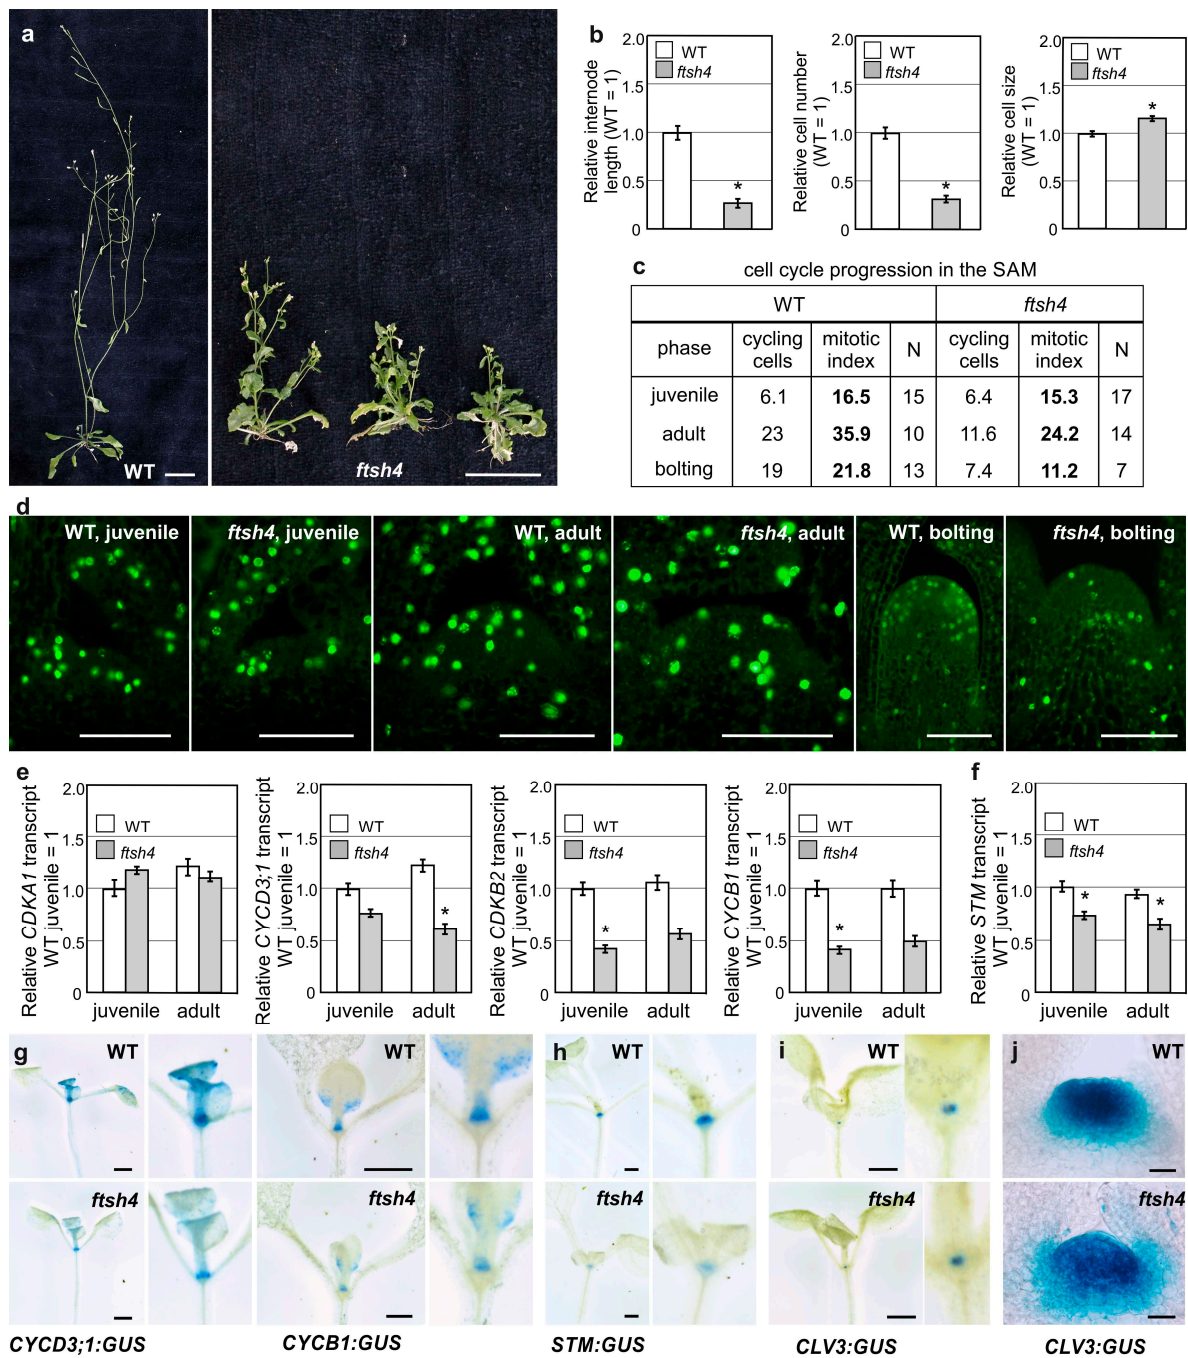 a
WT
ftsh4
b
Relative internode
length (WT = 1)
2.0
1.5
1.0
0.5
0
WT
ftsh4
*
Relative cell number
(WT = 1)
2.0
1.5
1.0
0.5
0
WT
ftsh4
*
Relative cell size
(WT = 1)
2.0
1.5
1.0
0.5
0
WT
ftsh4
*
c
cell cycle progression in the SAM
WT ftsh4
phase cycling cells mitotic index N cycling cells mitotic index N
juvenile 6.1 16.5 15 6.4 15.3 17
adult 23 35.9 10 11.6 24.2 14
bolting 19 21.8 13 7.4 11.2 7
d
WT, juvenile
ftsh4, juvenile
WT, adult
ftsh4, adult
WT, bolting
ftsh4, bolting
e
Relative CDKA1 transcript
WT juvenile = 1
2.0
1.5
1.0
0.5
0
WT
ftsh4
juvenile adult
Relative CYCD3;1 transcript
WT juvenile = 1
2.0
1.5
1.0
0.5
0
WT
ftsh4
*
juvenile adult
Relative CDKB2 transcript
WT juvenile = 1
2.0
1.5
1.0
0.5
0
WT
ftsh4
*
juvenile adult
Relative CYCB1 transcript
WT juvenile = 1
2.0
1.5
1.0
0.5
0
WT
ftsh4
*
juvenile adult
f
Relative STM transcript
WT juvenile = 1
2.0
1.5
1.0
0.5
0
WT
ftsh4
* *
juvenile adult
g
WT
WT
h
WT
i
WT
j
WT
ftsh4
ftsh4
ftsh4
ftsh4
ftsh4
CYCD3;1:GUS
CYCB1:GUS
STM:GUS
CLV3:GUS
CLV3:GUS